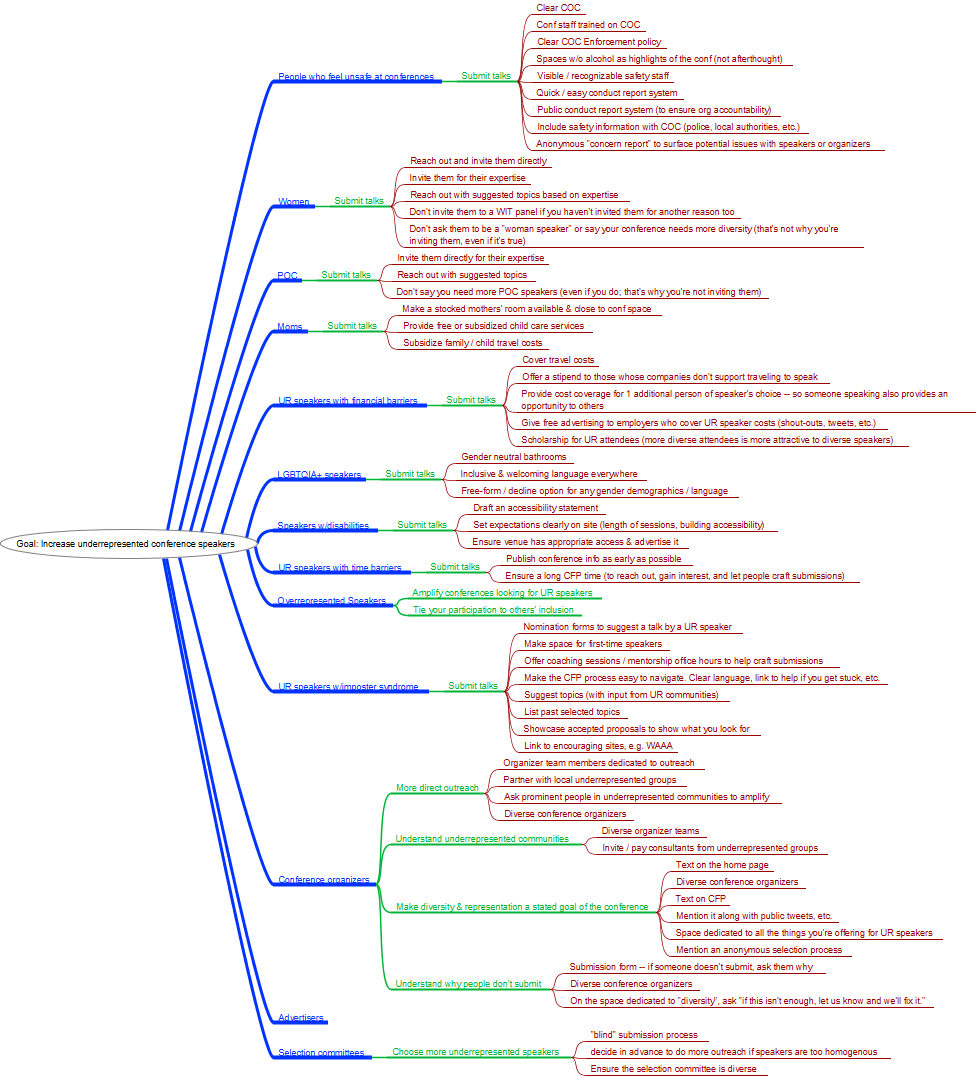 Goal: Increase underrepresented conference speakers
People who feel unsafe at conferences
Submit talks
Clear COC
Conf staff trained on COC
Clear COC Enforcement policy
Spaces w/o alcohol as highlights of the conf (not afterthought)
Visible / recognizable safety staff
Quick / easy conduct report system
Public conduct report system (to ensure org accountability)
Include safety information with COC (police, local authorities, etc.)
Anonymous "concern report" to surface potential issues with speakers or organizers
Women
Submit talks
Reach out and invite them directly
Invite them for their expertise
Reach out with suggested topics based on expertise
Don't invite them to a WIT panel if you haven't invited them for another reason too
Don't ask them to be a "woman speaker" or say your conference needs more diversity (that's not why you're
inviting them, even if it's true)
POC
Submit talks
Invite them directly for their expertise
Reach out with suggested topics
Don't say you need more POC speakers (even if you do; that's why you're not inviting them)
Moms
Submit talks
Make a stocked mothers' room available & close to conf space
Provide free or subsidized child care services
Subsidize family / child travel costs
UR speakers with financial barriers
Submit talks
Cover travel costs
Offer a stipend to those whose companies don't support traveling to speak
Provide cost coverage for 1 additional person of speaker's choice -- so someone speaking also provides an
opportunity to others
Give free advertising to employers who cover UR speaker costs (shout-outs, tweets, etc.)
Scholarship for UR attendees (more diverse attendees is more attractive to diverse speakers)
LGBTQIA+ speakers
Submit talks
Gender neutral bathrooms
Inclusive & welcoming language everywhere
Free-form / decline option for any gender demographics / language
Speakers w/disabilities
Submit talks
Draft an accessibility statement
Set expectations clearly on site (length of sessions, building accessibility)
Ensure venue has appropriate access & advertise it
UR speakers with time barriers
Submit talks
Publish conference info as early as possible
Ensure a long CFP time (to reach out, gain interest, and let people craft submissions)
Overrepresented Speakers
Amplify conferences looking for UR speakers
Tie your participation to others' inclusion
UR speakers w/imposter syndrome
Submit talks
Nomination forms to suggest a talk by a UR speaker
Make space for first-time speakers
Offer coaching sessions / mentorship office hours to help craft submissions
Make the CFP process easy to navigate. Clear language, link to help if you get stuck, etc.
Suggest topics (with input from UR communities)
List past selected topics
Showcase accepted proposals to show what you look for
Link to encouraging sites, e.g. WAAA
Conference organizers
More direct outreach
Organizer team members dedicated to outreach
Partner with local underrepresented groups
Ask prominent people in underrepresented communities to amplify
Diverse conference organizers
Understand underrepresented communities
Diverse organizer teams
Invite / pay consultants from underrepresented groups
Make diversity & representation a stated goal of the conference
Text on the home page
Diverse conference organizers
Text on CFP
Mention it along with public tweets, etc.
Space dedicated to all the things you're offering for UR speakers
Mention an anonymous selection process
Understand why people don't submit
Submission form -- if someone doesn't submit, ask them why
Diverse conference organizers
On the space dedicated to "diversity", ask "if this isn't enough, let us know and we'll fix it."
Advertisers
Selection committees
Choose more underrepresented speakers
"blind" submission process
decide in advance to do more outreach if speakers are too homogenous
Ensure the selection committee is diverse